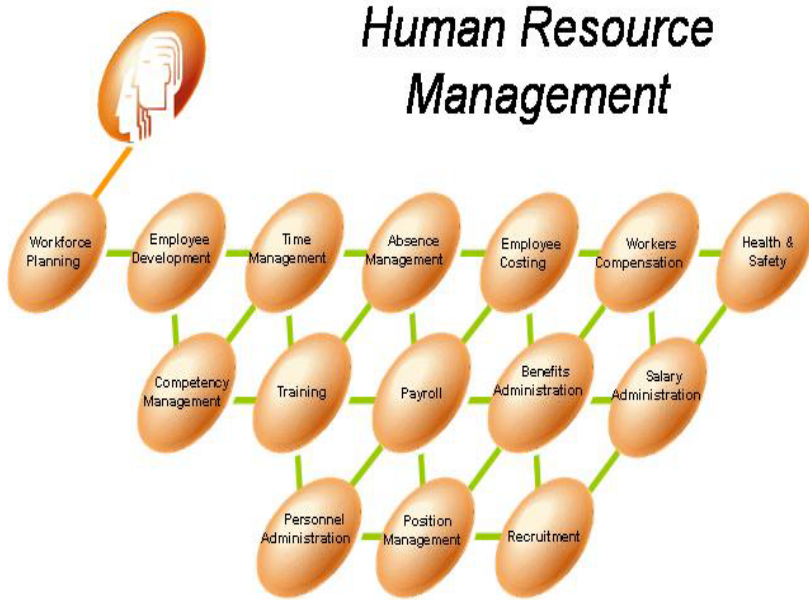 Human Resource
Management
Workforce
Planning
Employee
Development
Time
Management
Absence
Management
Employee
Costing
Workers
Compensation
Health &
Safety
Competency
Management
Training
Payroll
Benefits
Administration
Salary
Administration
Personnel
Administration
Position
Management
Recruitment